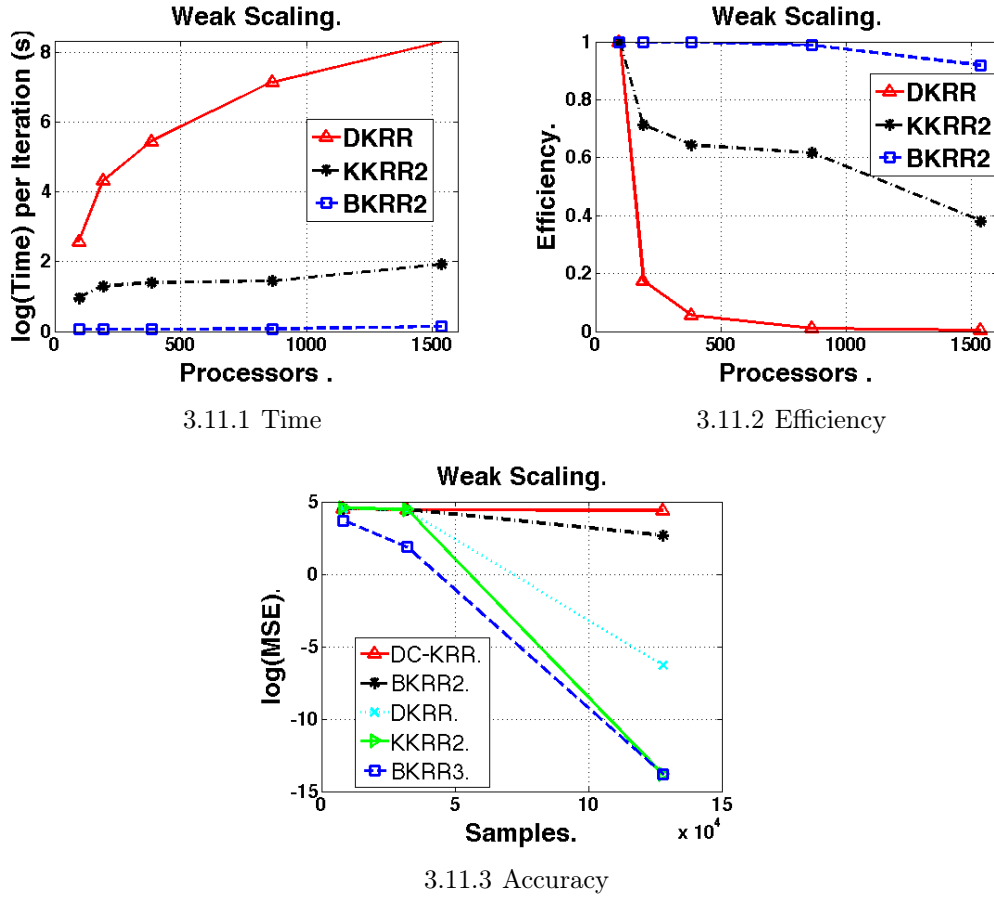 Weak Scaling.
log(Time) per Iteration (s)
8
6
4
2
0
0
500
1000
1500
Processors .
DKRR
KKRR2
BKRR2
3.11.1 Time
Weak Scaling.
Efficiency.
1
0.8
0.6
0.4
0.2
0
0
500
1000
1500
Processors .
DKRR
KKRR2
BKRR2
3.11.2 Efficiency
Weak Scaling.
log(MSE).
5
0
-5
-10
-15
0
5
10
15
x 10^4
Samples.
DC-KRR.
BKRR2.
DKRR.
KKRR2.
BKRR3.
3.11.3 Accuracy